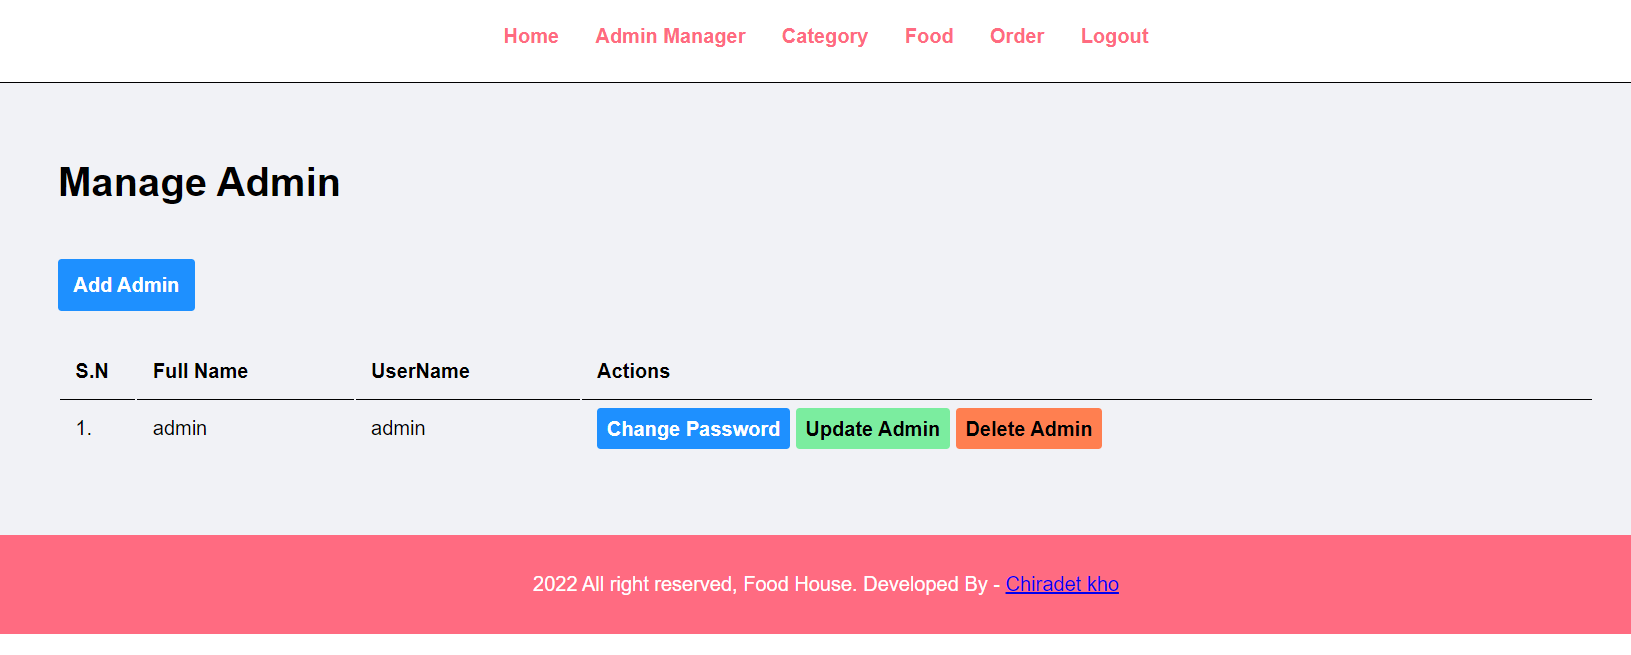 Home Admin Manager Category Food Order Logout
Manage Admin
Add Admin
S.N Full Name UserName Actions
1. admin admin Change Password Update Admin Delete Admin
2022 All right reserved, Food House. Developed By - Chiradet kho